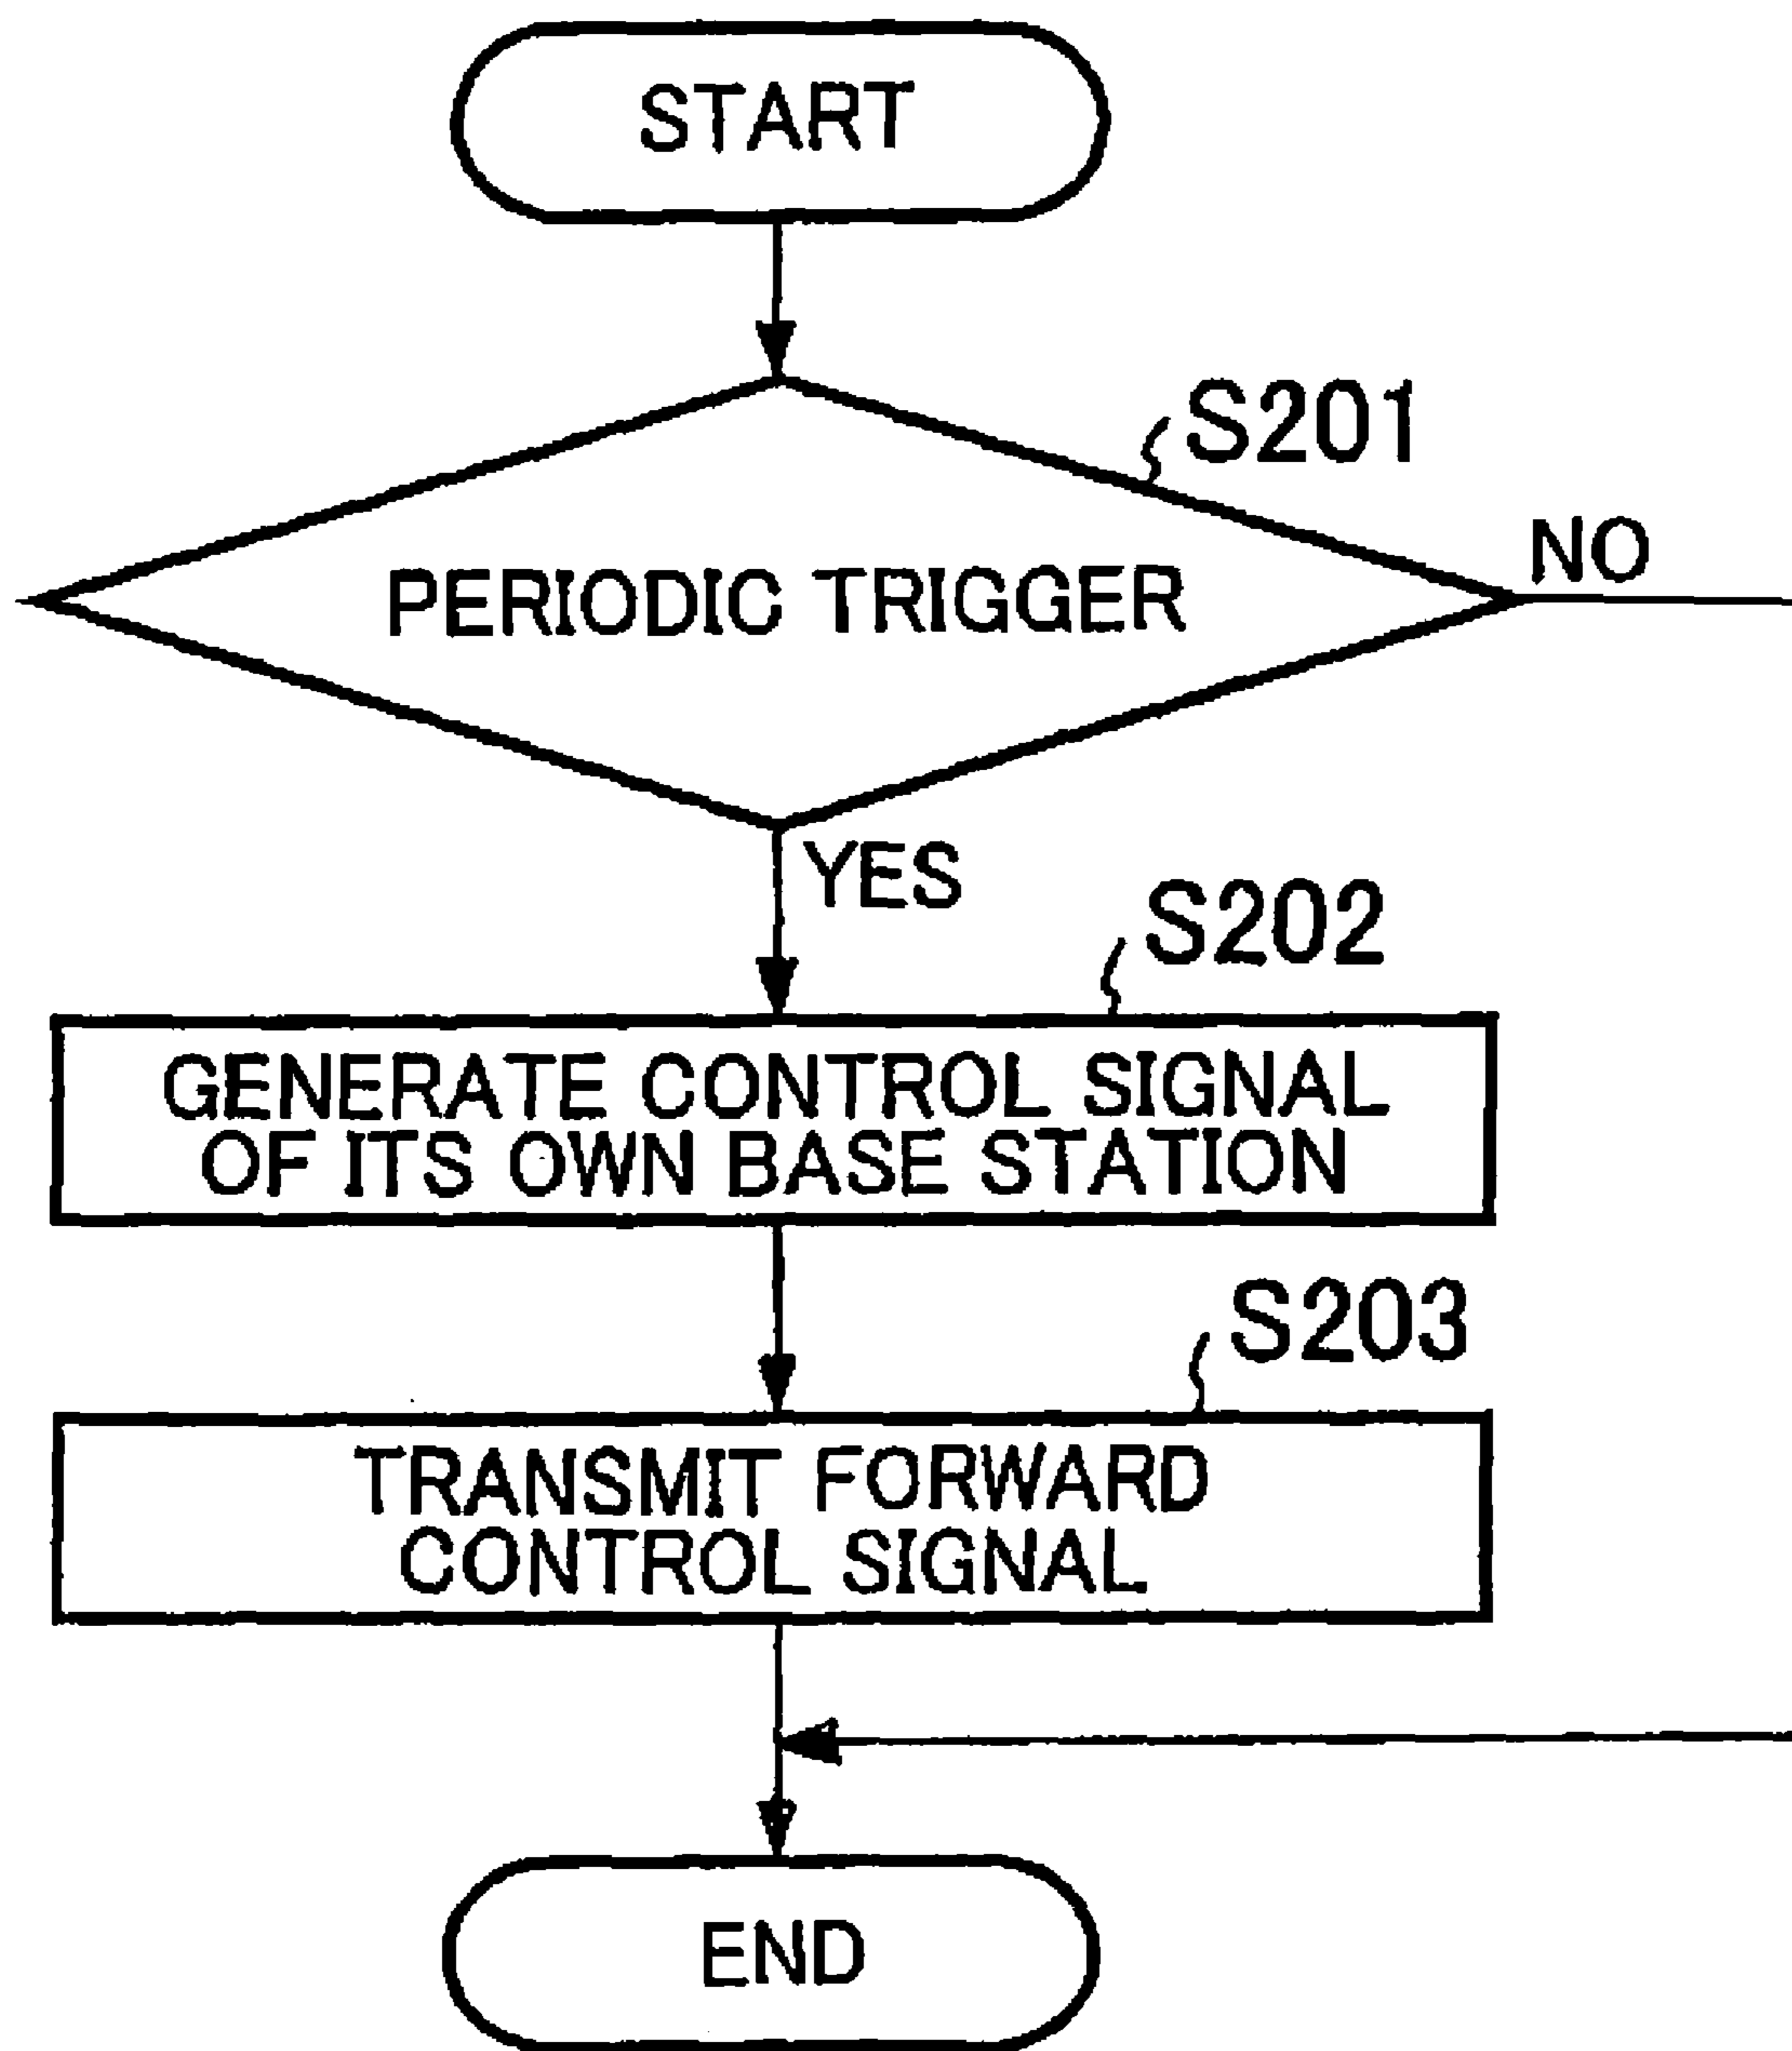 START
S201
NO
PERIODIC TRIGGER
YES
S202
GENERATE CONTROL SIGNAL
OF ITS OWN BASE STATION
S203
TRANSMIT FORWARD
CONTROL SIGNAL
END